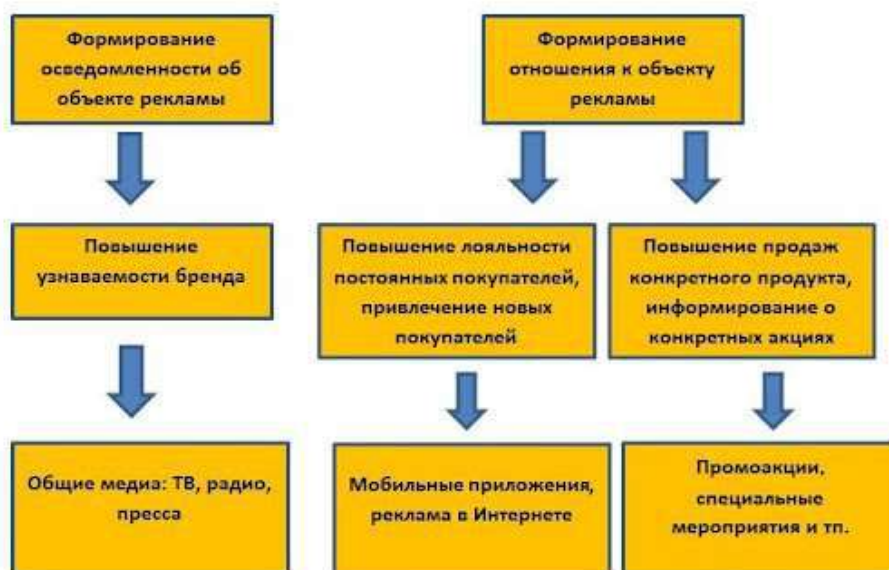 Формирование
осведомленности об
объекте рекламы
Формирование
отношения к объекту
рекламы
Повышение
узнаваемости бренда
Повышение лояльности
постоянных покупателей,
привлечение новых
покупателей
Повышение продаж
конкретного продукта,
информирование о
конкретных акциях
Общие медиа: ТВ, радио,
пресса
Мобильные приложения,
реклама в Интернете
Промоакции,
специальные
мероприятия и тп.